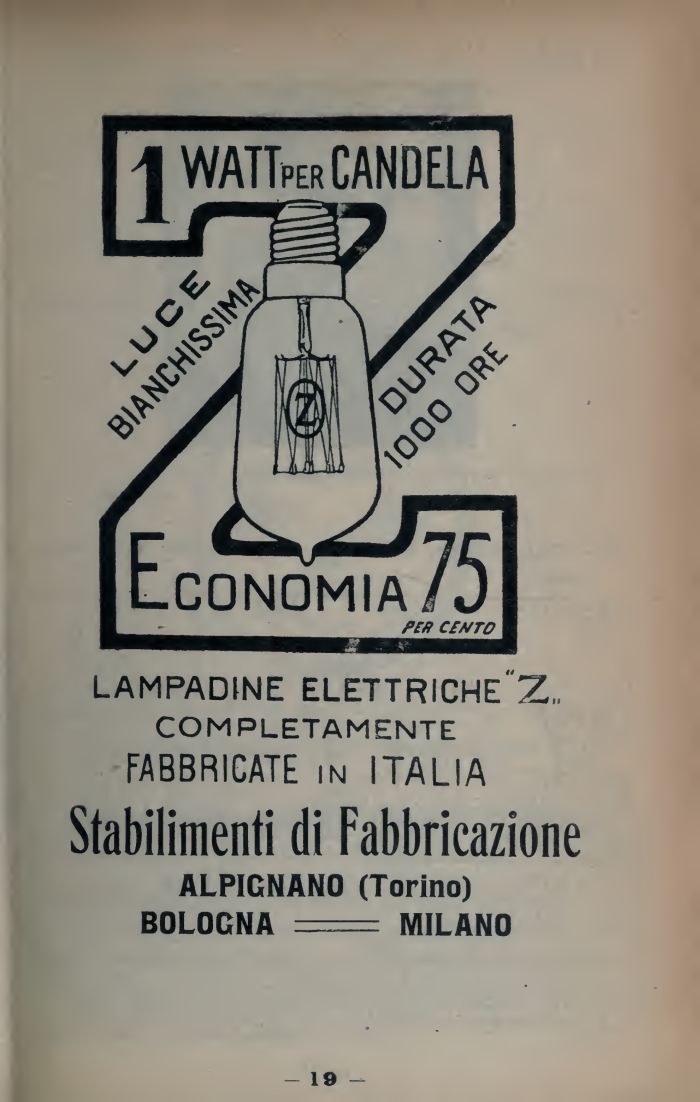 1 WATT PER CANDELA
LUCE
BIANCHISSIMA
DURATA
1000 ORE
Z
ECONOMIA 75
PER CENTO
LAMPADINE ELETTRICHE "Z„
COMPLETAMENTE
FABBRICATE IN ITALIA
Stabilimenti di Fabbricazione
ALPIGNANO (Torino)
BOLOGNA MILANO
— 19 —